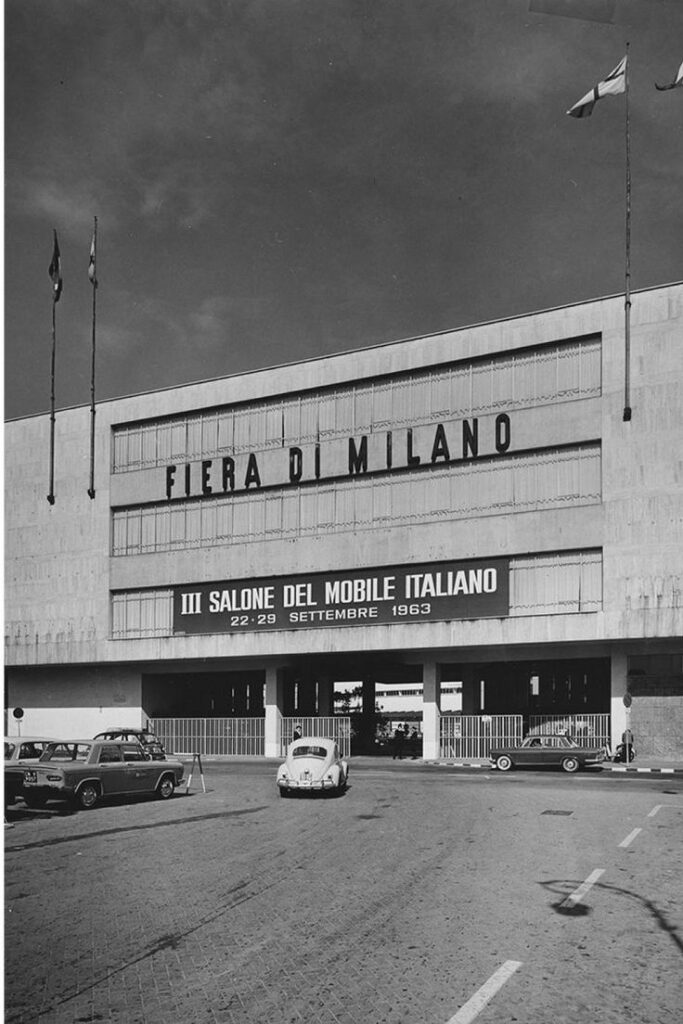 FIERA DI MILANO
III SALONE DEL MOBILE ITALIANO
22-29 SETTEMBRE 1963